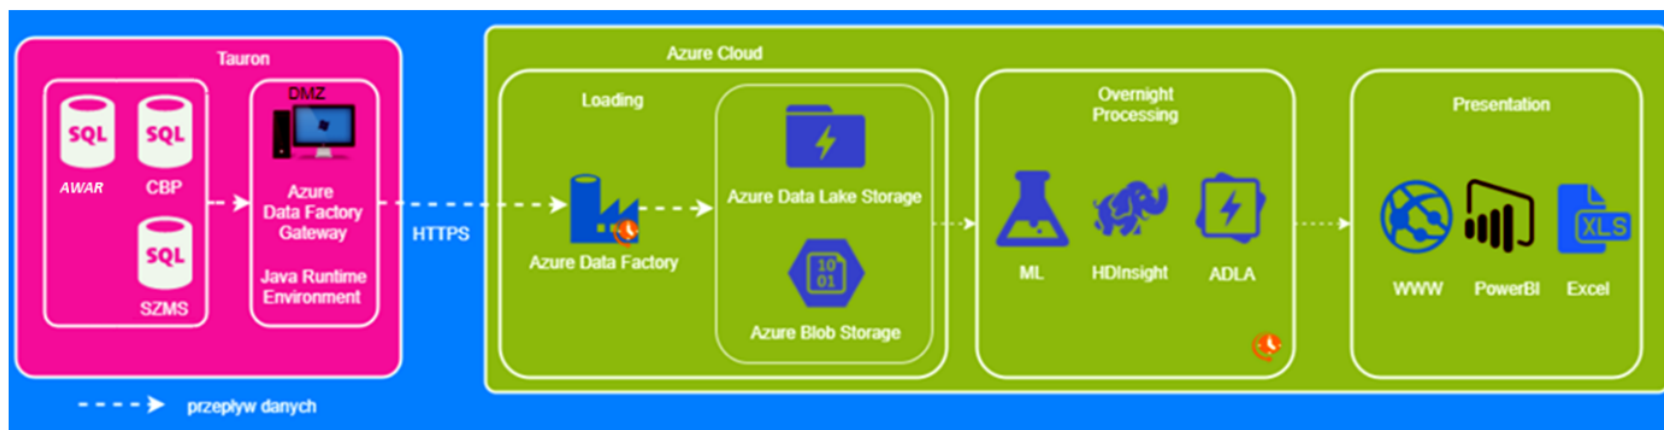 Tauron
SQL
AWAR
SQL
CBP
SQL
SZMS
DMZ
Azure
Data Factory
Gateway
Java Runtime
Environment
HTTPS
Azure Cloud
Loading
Azure Data Factory
Azure Data Lake Storage
10
01
Azure Blob Storage
Overnight
Processing
ML
HDInsight
ADLA
Presentation
WWW
PowerBI
XLS
Excel
przepływ danych